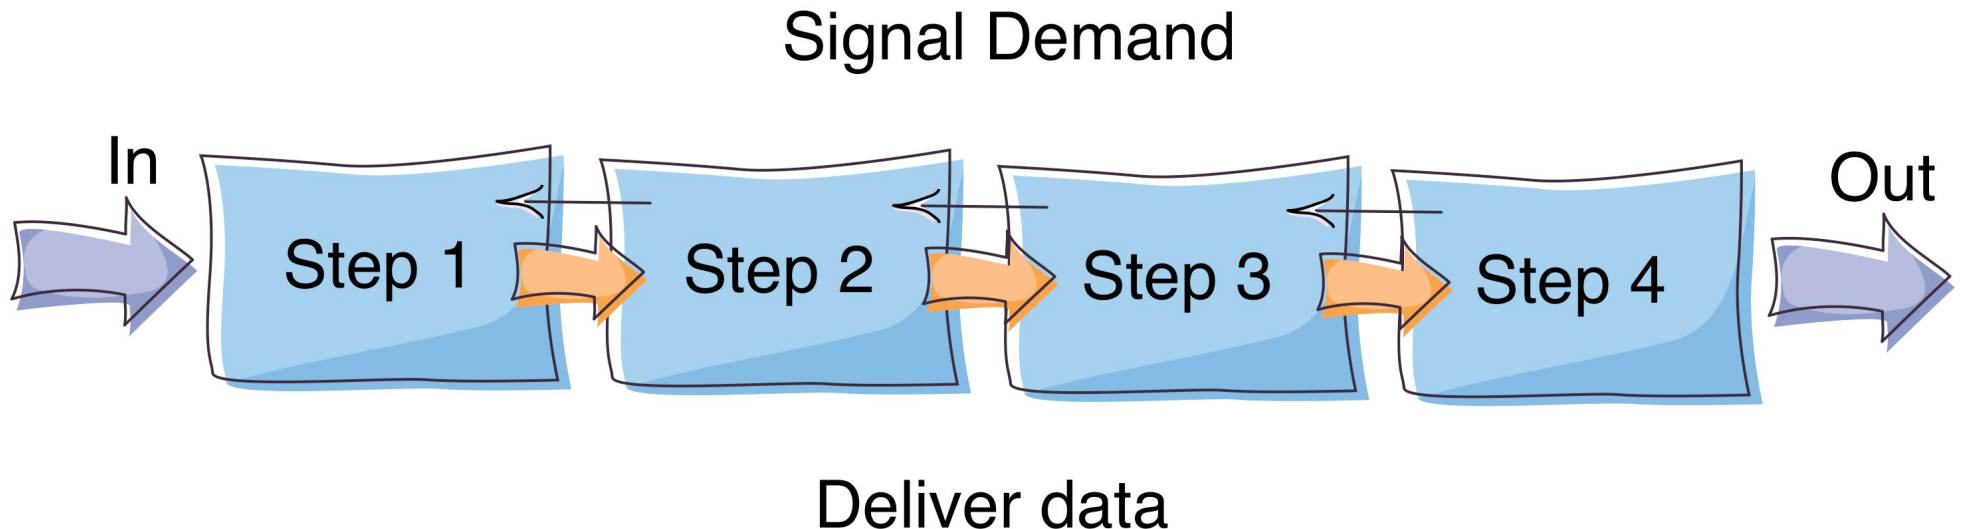 Signal Demand
In
Out
Step 1
Step 2
Step 3
Step 4
Deliver data